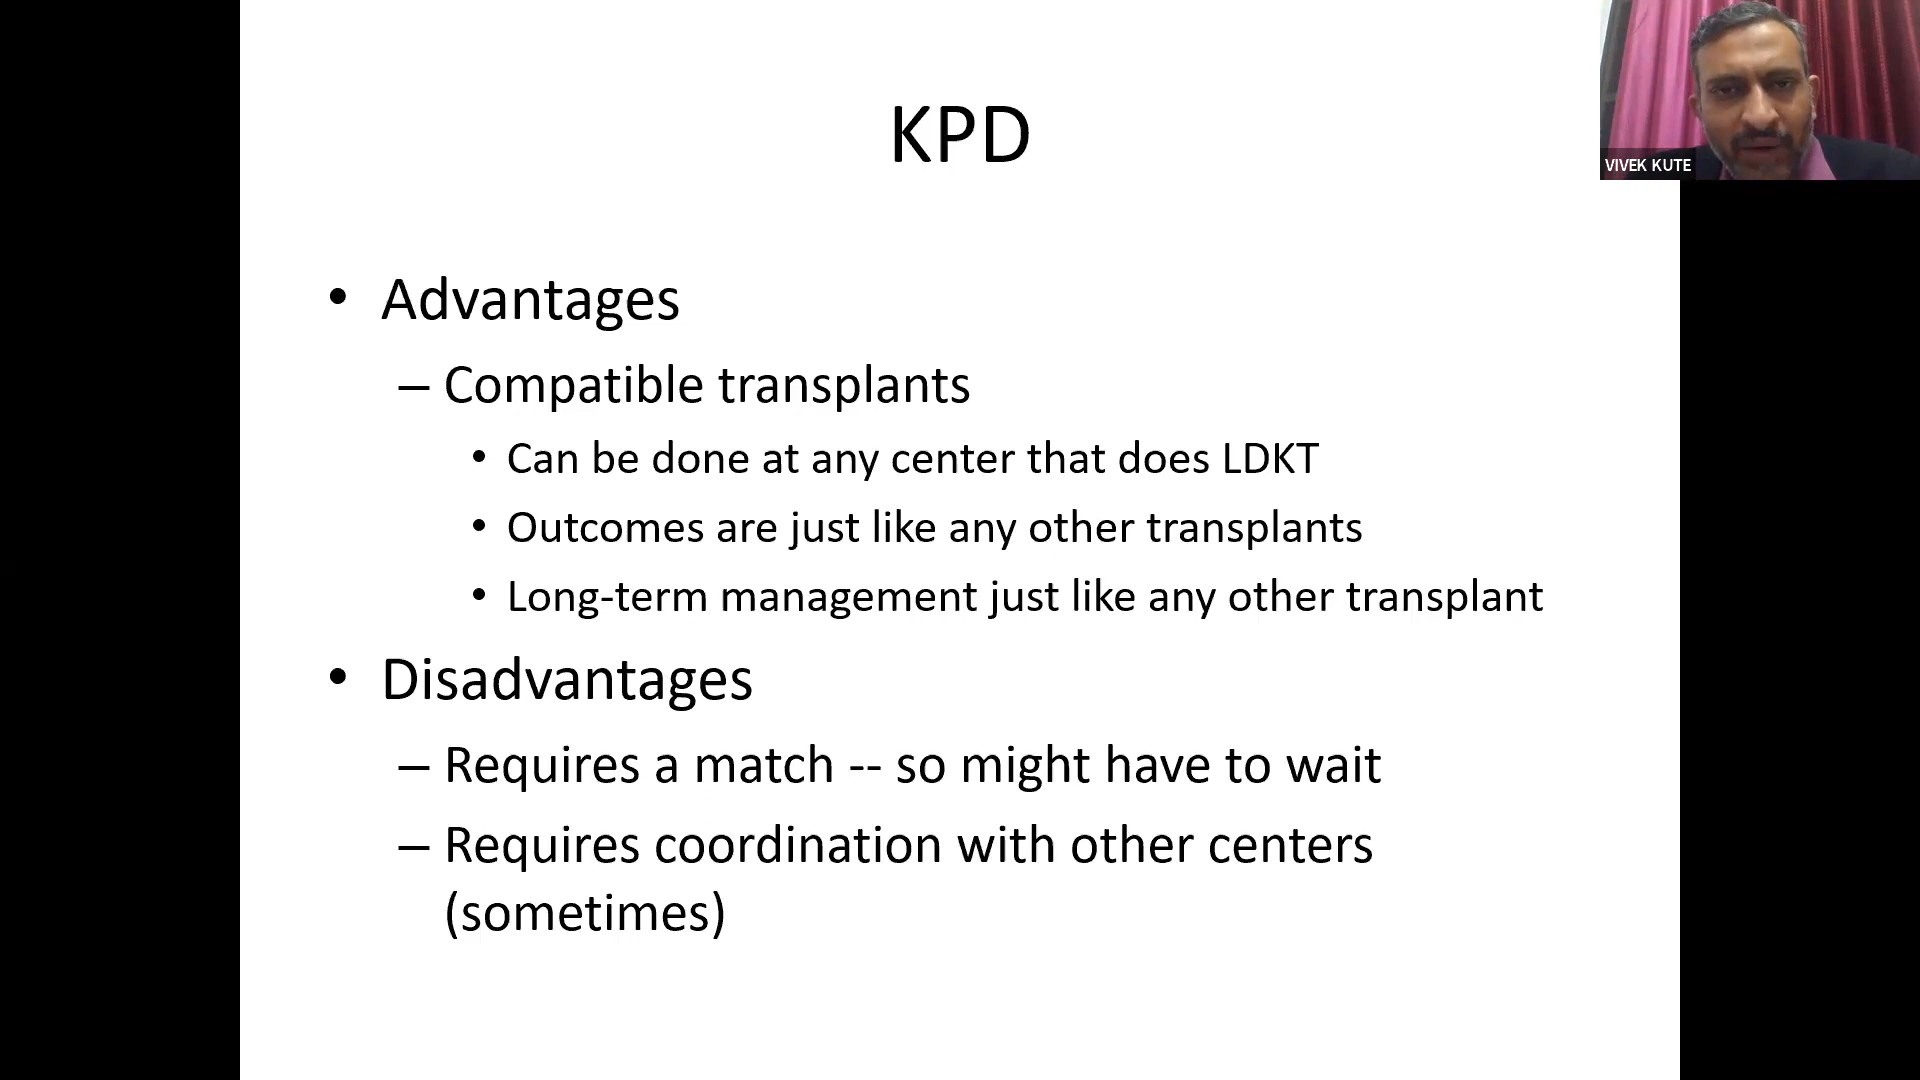 KPD
VIVEK KUTE
• Advantages
– Compatible transplants
• Can be done at any center that does LDKT
• Outcomes are just like any other transplants
• Long-term management just like any other transplant
• Disadvantages
– Requires a match -- so might have to wait
– Requires coordination with other centers
(sometimes)